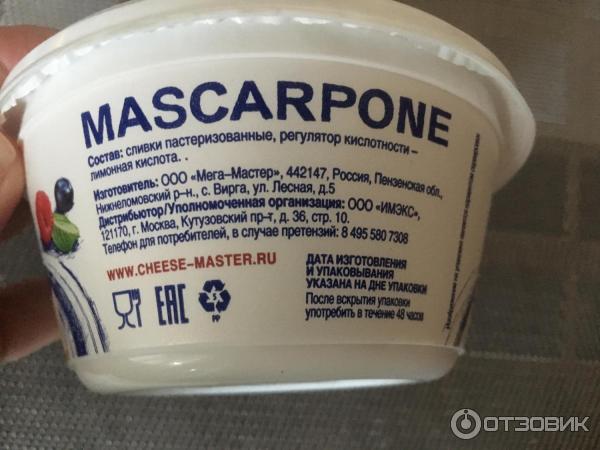 MASCARPONE
Состав: сливки пастеризованные, регулятор кислотности –
лимонная кислота. .
Изготовитель: ООО «Мега–Мастер», 442147, Россия, Пензенская обл.,
Нижнеломовский р–н., с. Вирга, ул. Лесная, д.5
Дистрибьютор/Уполномоченная организация: ООО «ИМЭКС»,
121170, г. Москва, Кутузовский пр–т, д. 36, стр. 10.
Телефон для потребителей, в случае претензий: 8 495 580 7308
WWW.CHEESE-MASTER.RU
ДАТА ИЗГОТОВЛЕНИЯ
И УПАКОВЫВАНИЯ
УКАЗАНА НА ДНЕ УПАКОВКИ
После вскрытия упаковки
употребить в течение 48 часов
EAC
5
PP
ОТЗОВИК